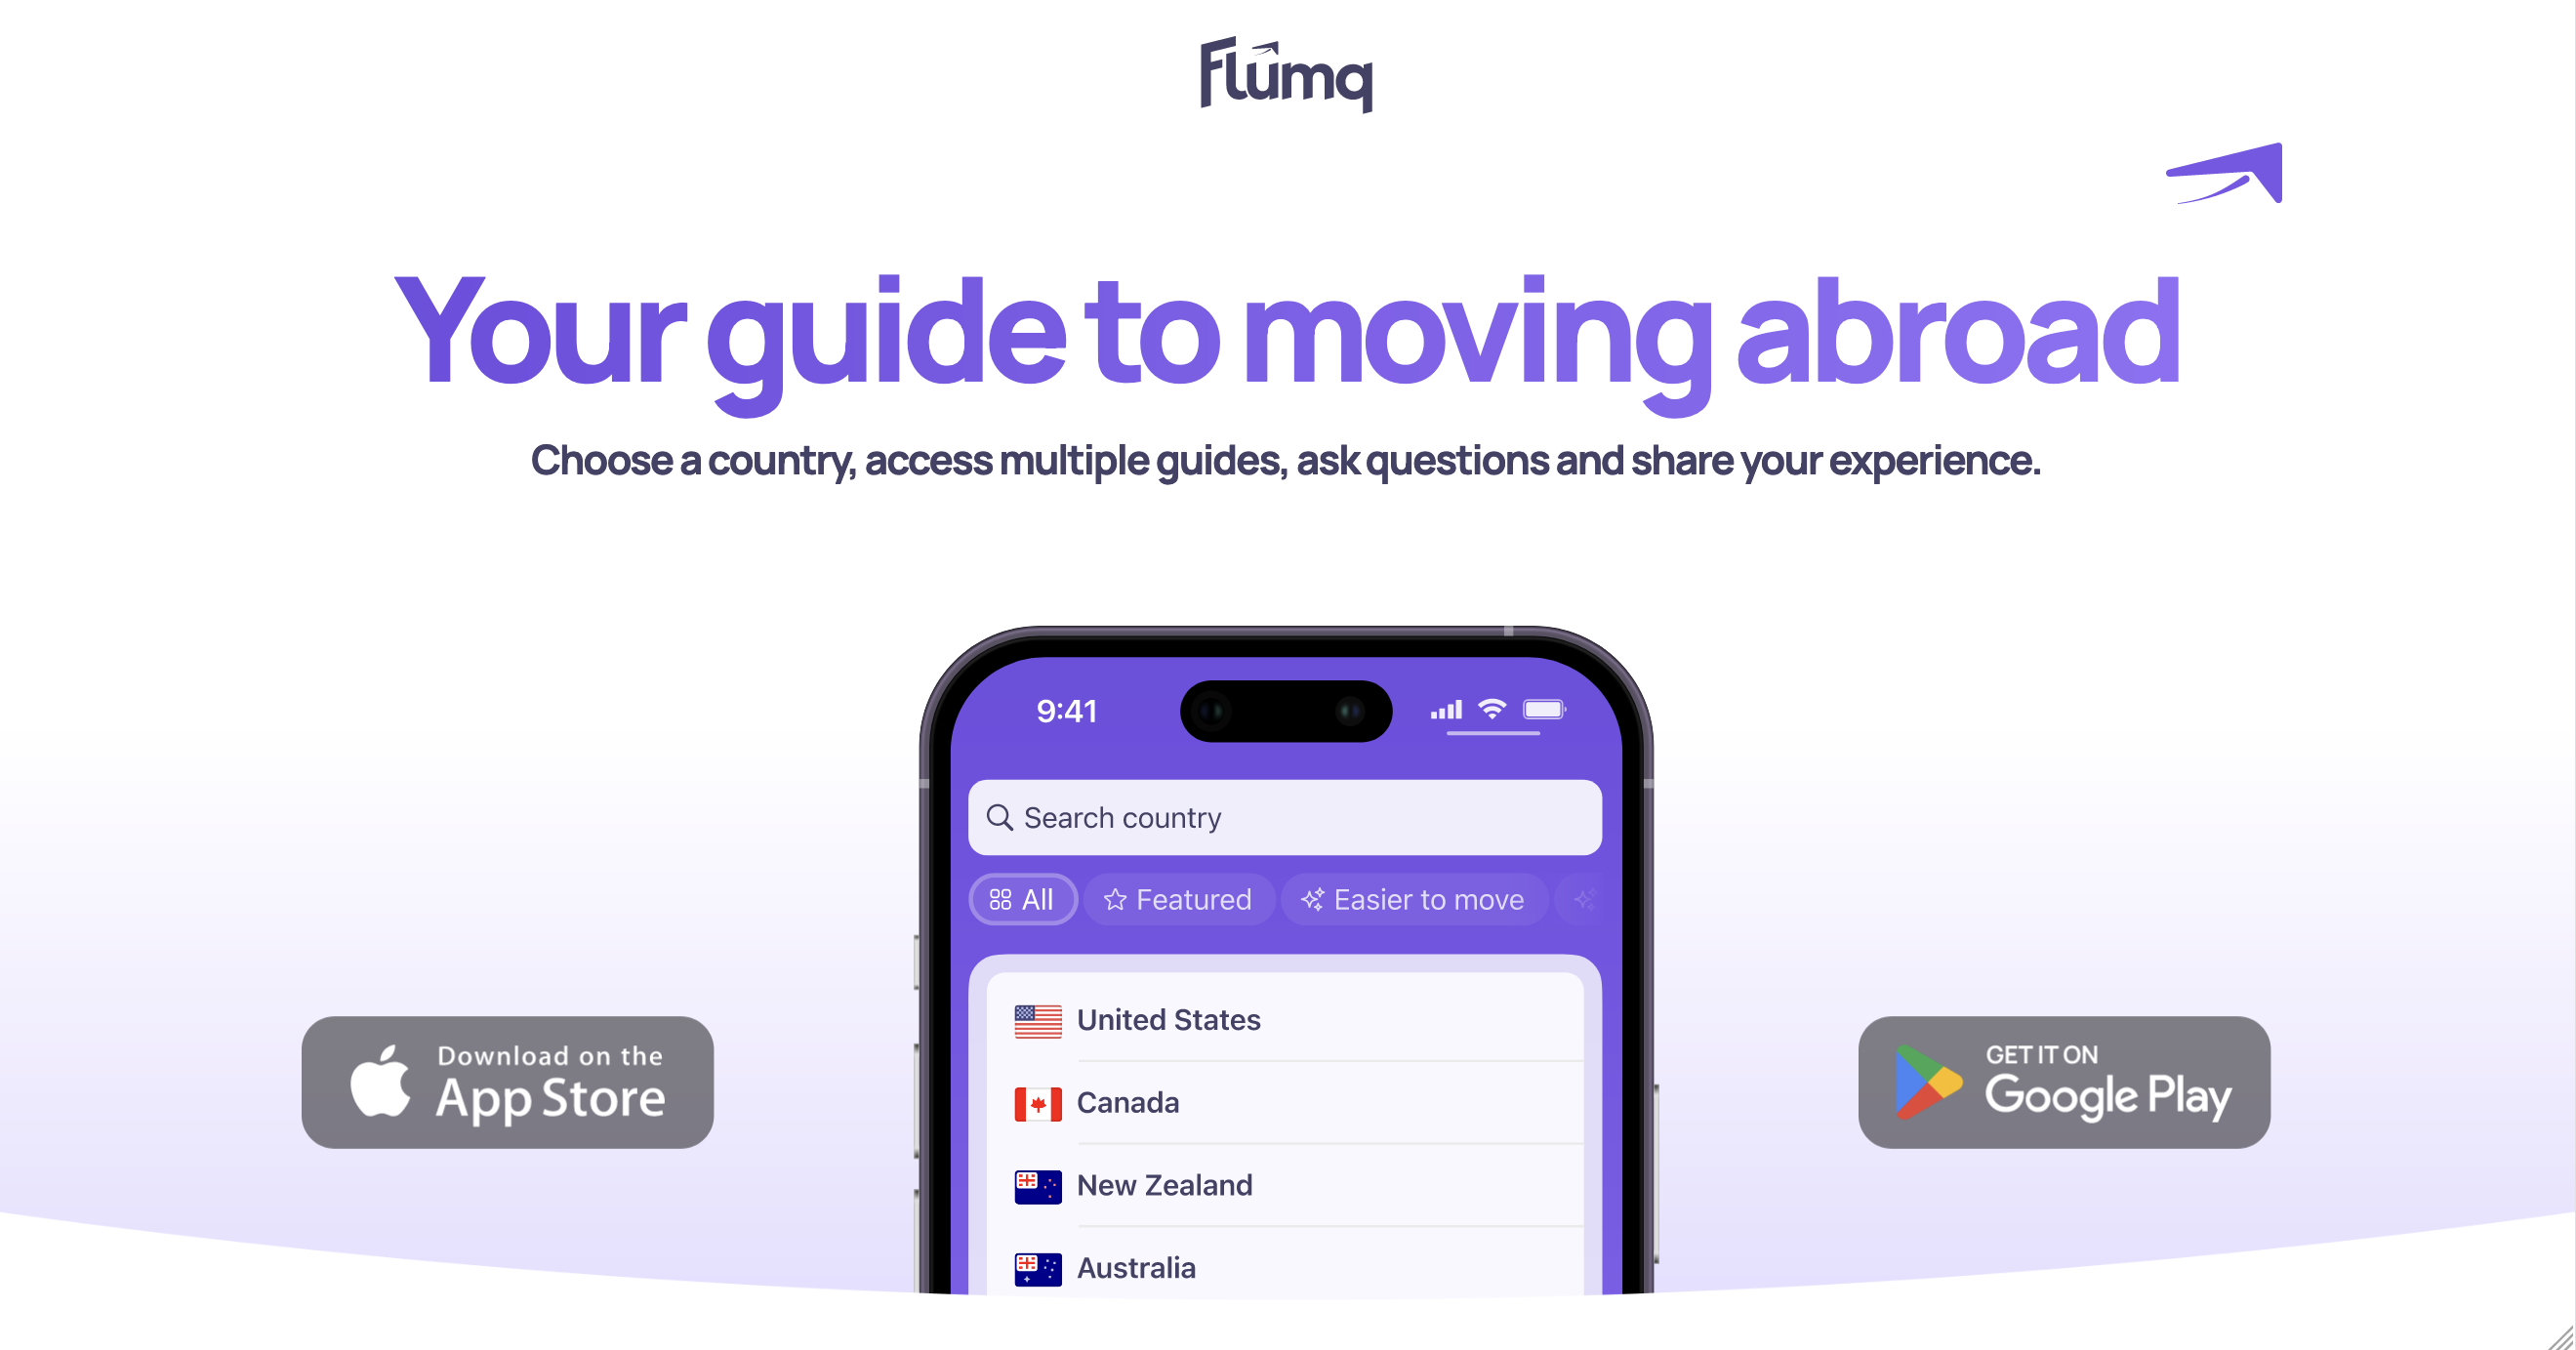 Flumq
Your guide to moving abroad
Choose a country, access multiple guides, ask questions and share your experience.
9:41
Search country
All Featured Easier to move
United States
Canada
New Zealand
Australia
Download on the
App Store
GET IT ON
Google Play